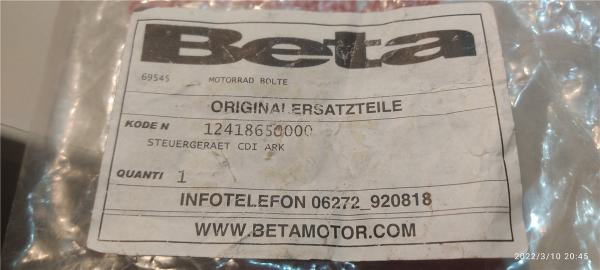 Beta
69545 MOTORRAD BOLTE
ORIGINALERSATZTEILE
KODE N 12418650000
STEUERGERAET CDI ARK
QUANTI 1
INFOTELEFON 06272_920818
WWW.BETAMOTOR.COM
2022/3/10 20:45